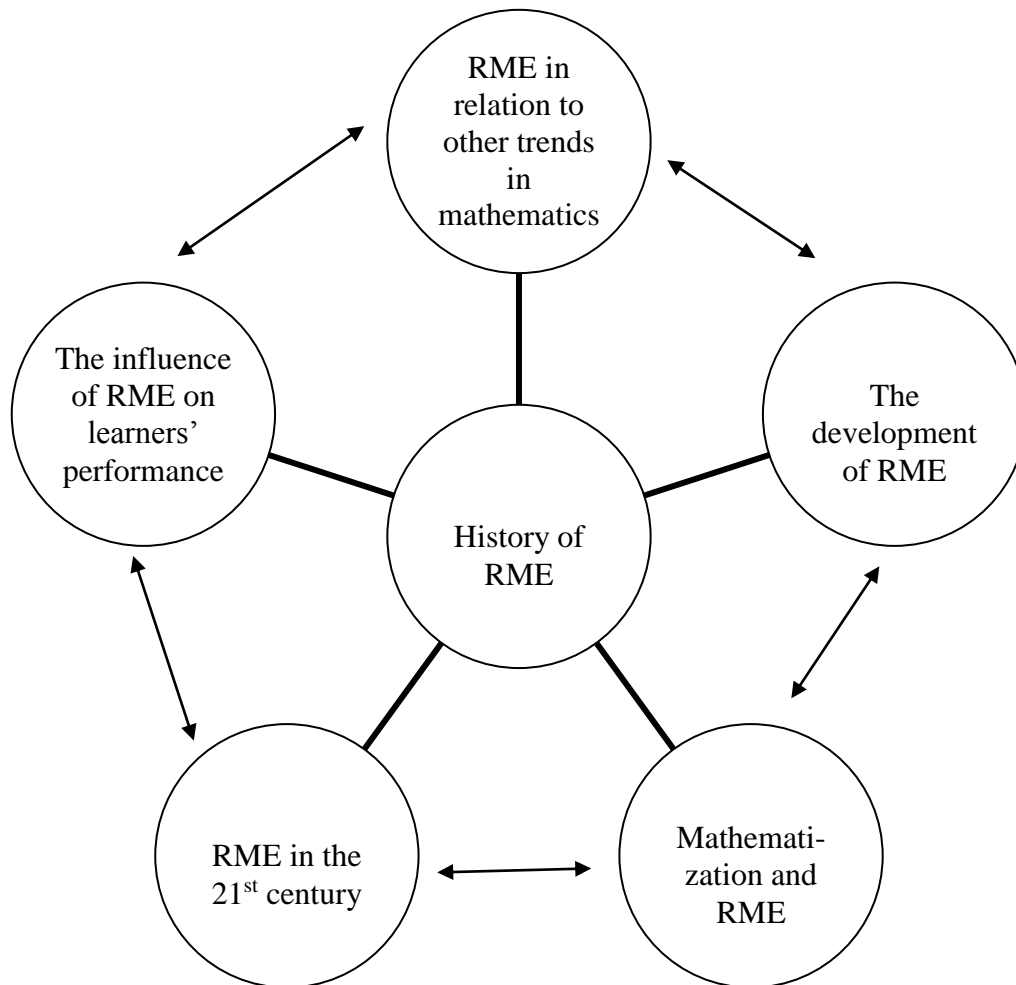 RME in
relation to
other trends
in
mathematics
The influence
of RME on
learners’
performance
The
development
of RME
History of
RME
RME in the
21st century
Mathemati-
zation and
RME